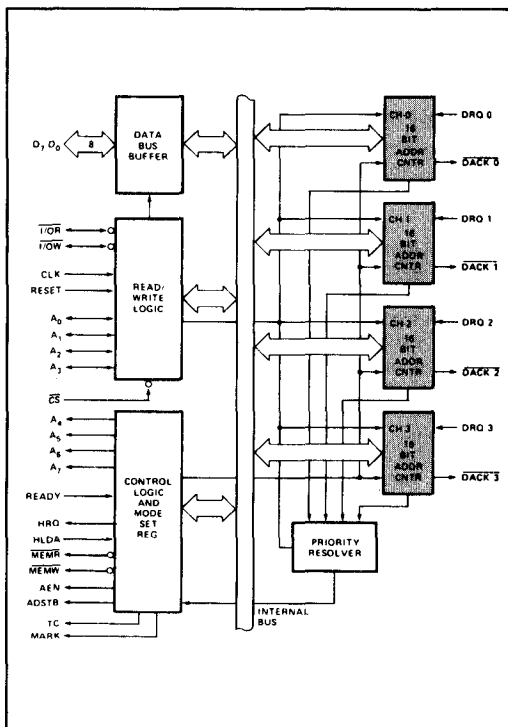 D7 D0
8
DATA
BUS
BUFFER
I/OR
I/OW
CLK
RESET
A0
A1
A2
A3
CS
READ/
WRITE
LOGIC
A4
A5
A6
A7
READY
HRQ
HLDA
MEMR
MEMW
AEN
ADSTB
TC
MARK
CONTROL
LOGIC
AND
MODE
SET
REG
INTERNAL
BUS
CH-0
16
BIT
ADDR
CNTR
DRQ 0
DACK 0
CH-1
16
BIT
ADDR
CNTR
DRQ 1
DACK 1
CH-2
16
BIT
ADDR
CNTR
DRQ 2
DACK 2
CH-3
16
BIT
ADDR
CNTR
DRQ 3
DACK 3
PRIORITY
RESOLVER